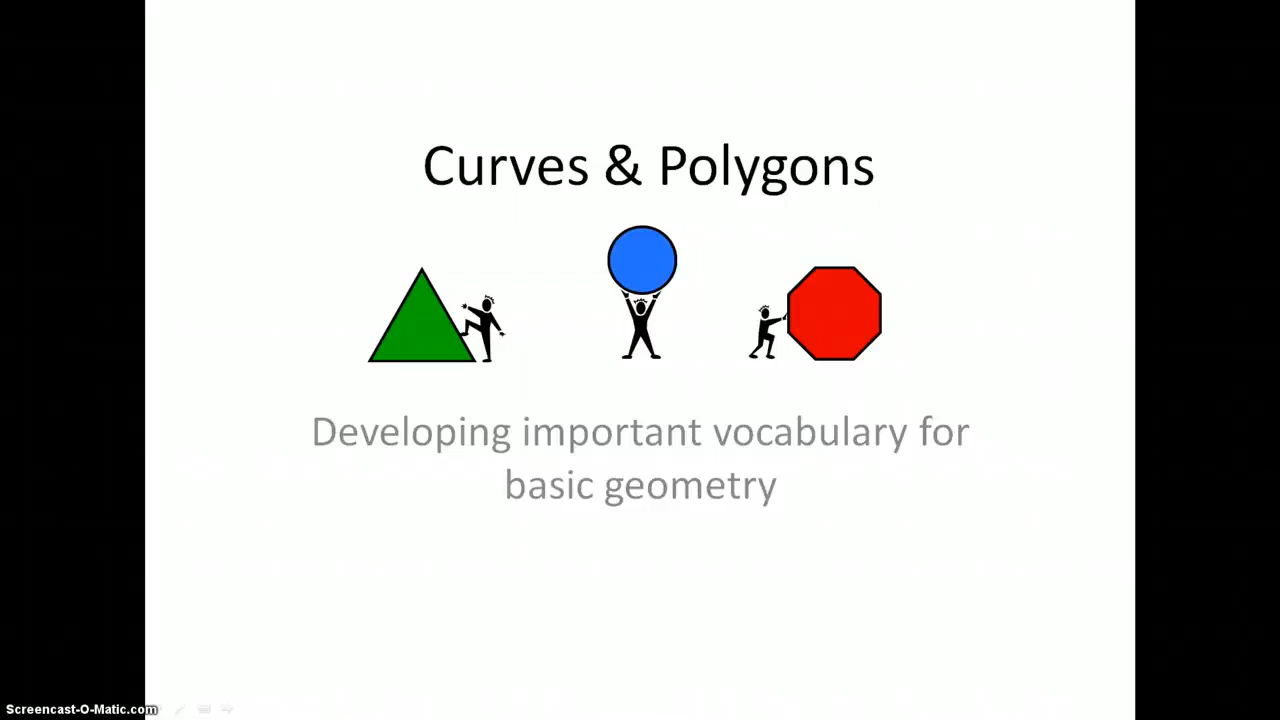 Curves & Polygons
Developing important vocabulary for
basic geometry
Screencast-O-Matic.com